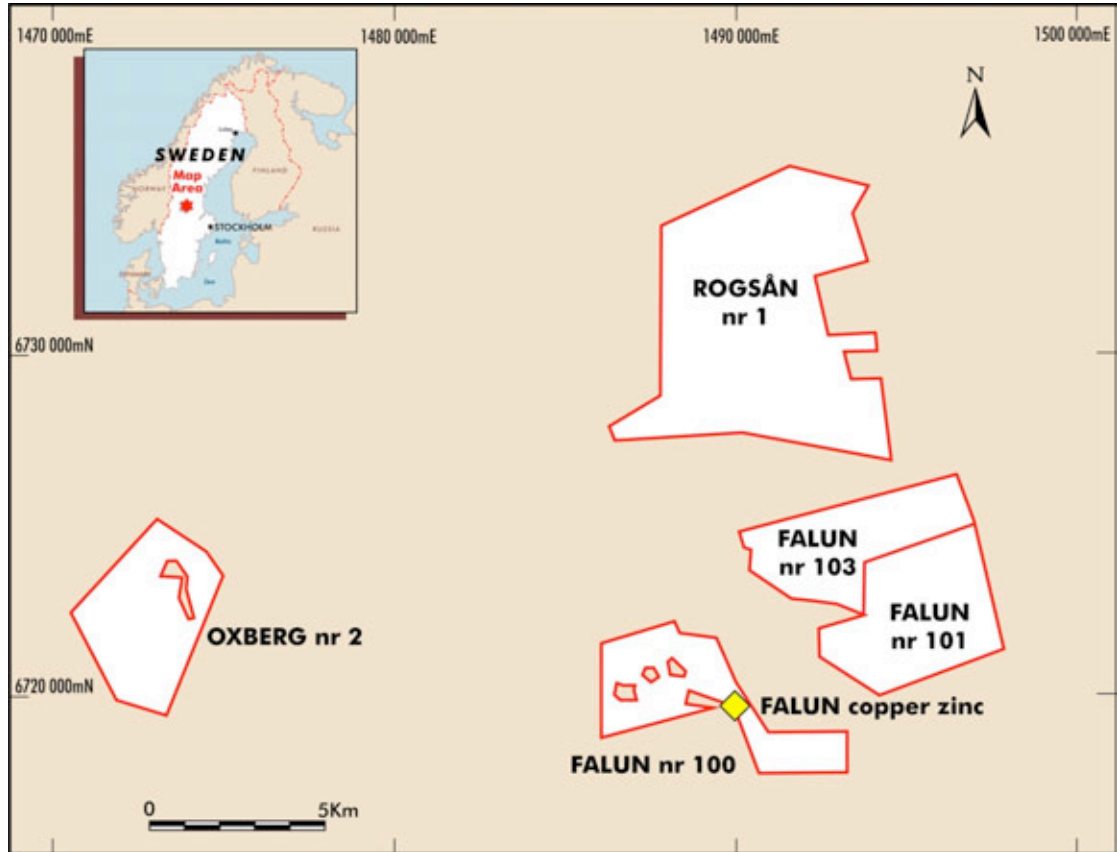 1470 000mE
1480 000mE
1490 000mE
1500 000mE
N
SWEDEN
Map
Area
NORWAY
FINLAND
STOCKHOLM
RUSSIA
Baltic
Sea
ROGSÅN
nr 1
6730 000mN
FALUN
nr 103
FALUN
nr 101
OXBERG nr 2
6720 000mN
FALUN copper zinc
FALUN nr 100
0
5Km